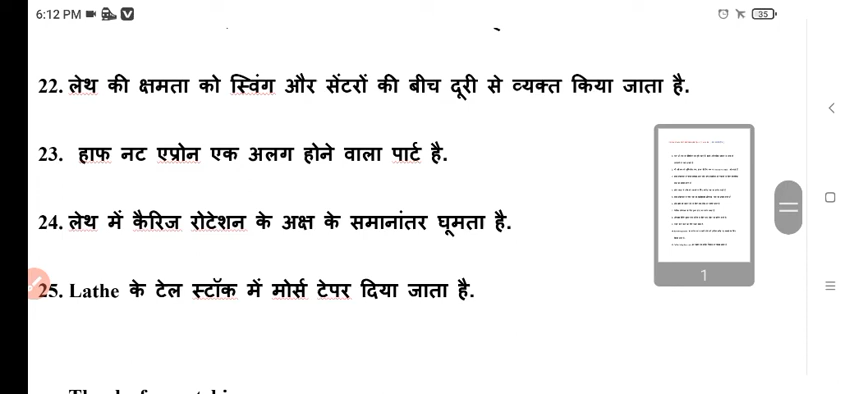 6:12 PM
35
22. लेथ की क्षमता को स्विंग और सेंटरों की बीच दूरी से व्यक्त किया जाता है.
23. हाफ नट एप्रोन एक अलग होने वाला पार्ट है.
24. लेथ में कैरिज रोटेशन के अक्ष के समानांतर घूमता है.
25. Lathe के टेल स्टॉक में मोर्स टेपर दिया जाता है.
1